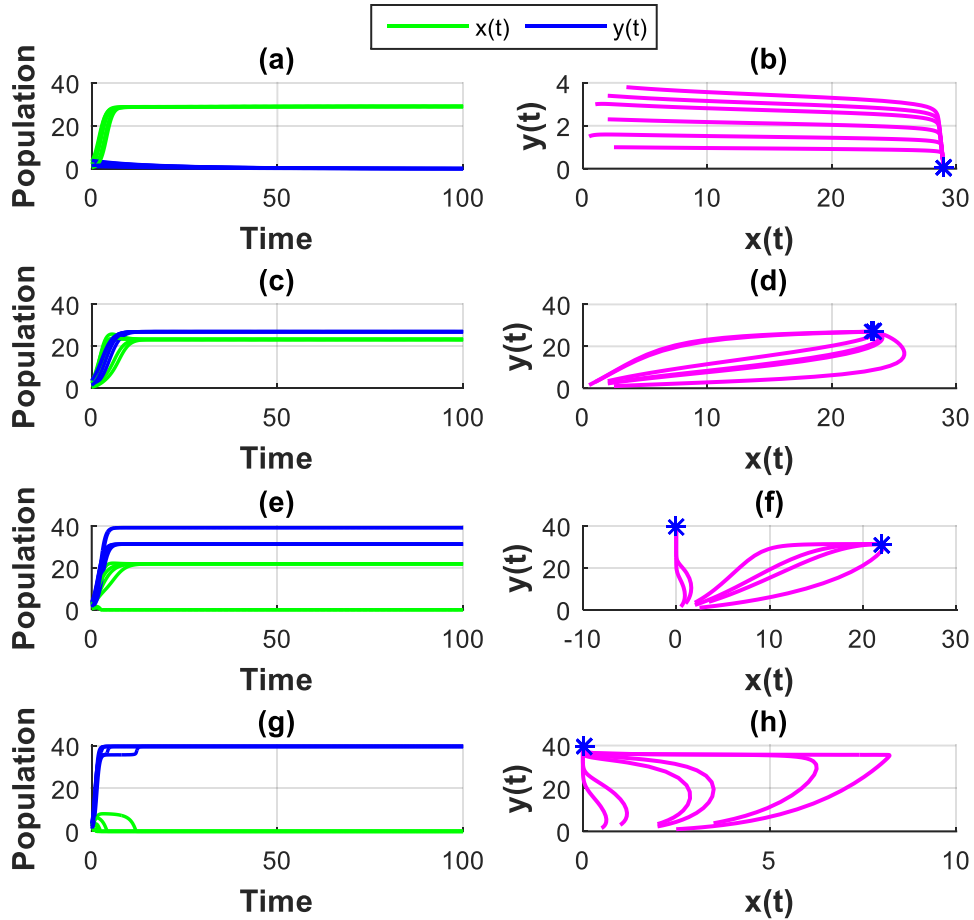 x(t) y(t)
(a) (b)
Population
40
20
0
0 50 100
Time
y(t)
4
2
0
0 10 20 30
x(t)
(c) (d)
Population
40
20
0
0 50 100
Time
y(t)
40
20
0
0 10 20 30
x(t)
(e) (f)
Population
40
20
0
0 50 100
Time
y(t)
40
20
0
-10 0 10 20 30
x(t)
(g) (h)
Population
40
20
0
0 50 100
Time
y(t)
40
20
0
0 5 10
x(t)